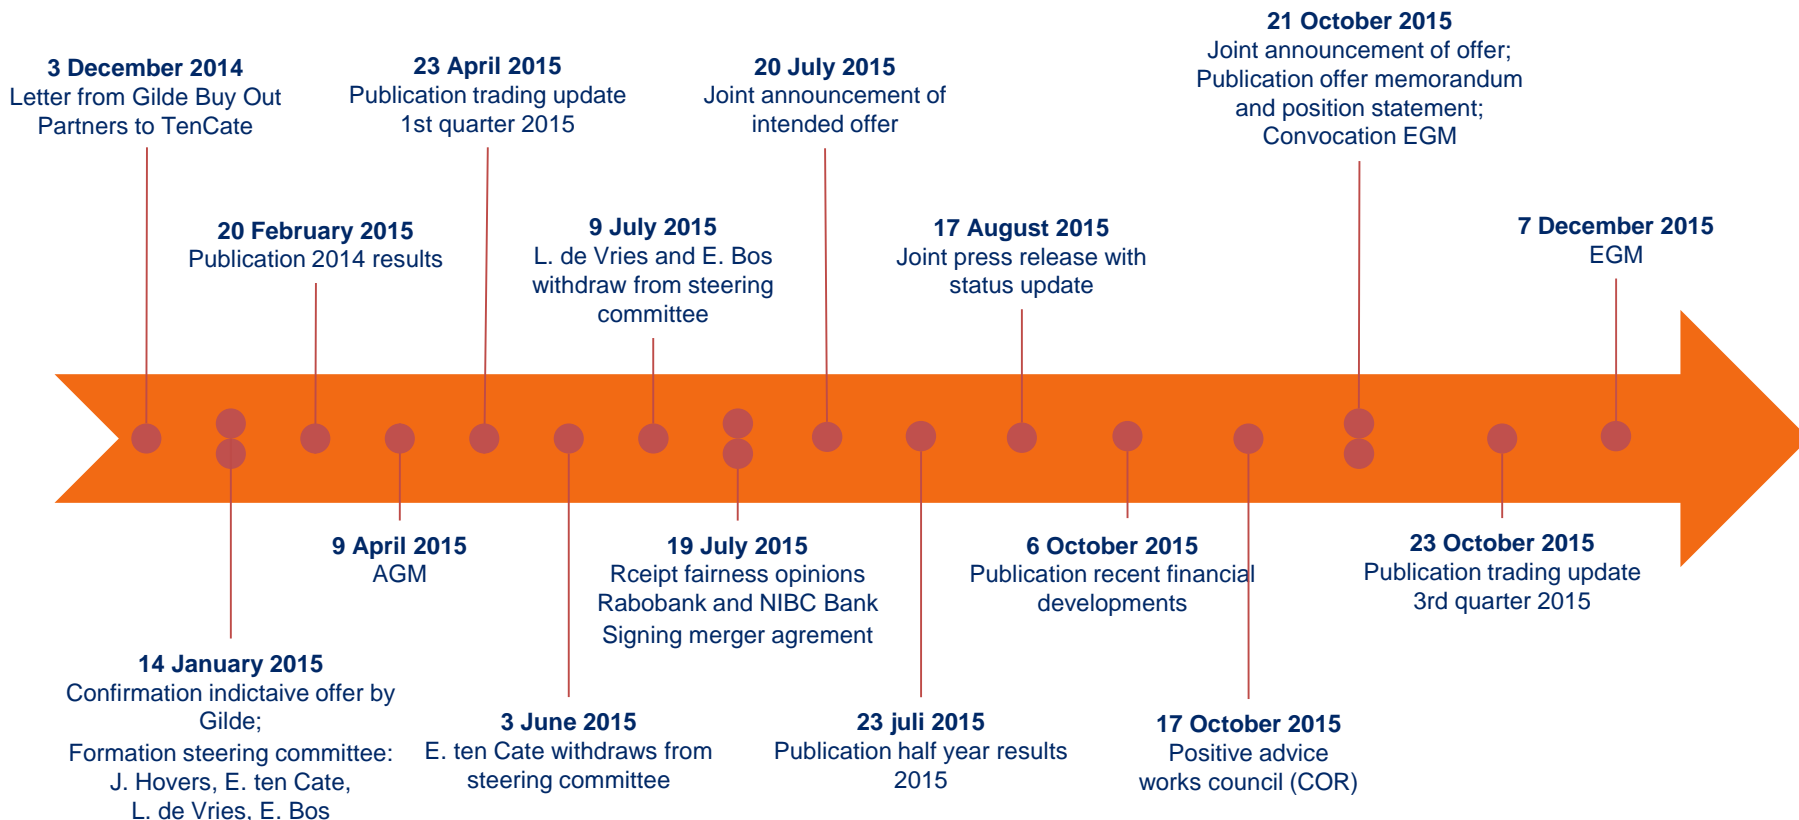 3 December 2014
Letter from Gilde Buy Out
Partners to TenCate
23 April 2015
Publication trading update
1st quarter 2015
20 July 2015
Joint announcement of
intended offer
21 October 2015
Joint announcement of offer;
Publication offer memorandum
and position statement;
Convocation EGM
20 February 2015
Publication 2014 results
9 July 2015
L. de Vries and E. Bos
withdraw from steering
committee
17 August 2015
Joint press release with
status update
7 December 2015
EGM
9 April 2015
AGM
19 July 2015
Rceipt fairness opinions
Rabobank and NIBC Bank
Signing merger agrement
6 October 2015
Publication recent financial
developments
23 October 2015
Publication trading update
3rd quarter 2015
14 January 2015
Confirmation indictaive offer by
Gilde;
Formation steering committee:
J. Hovers, E. ten Cate,
L. de Vries, E. Bos
3 June 2015
E. ten Cate withdraws from
steering committee
23 juli 2015
Publication half year results
2015
17 October 2015
Positive advice
works council (COR)